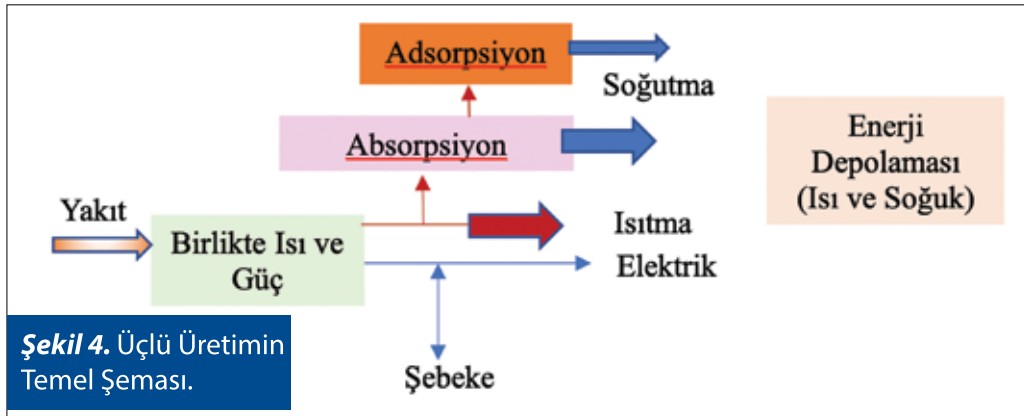 Adsorpsiyon
Soğutma
Absorpsiyon
Enerji
Depolaması
(Isı ve Soğuk)
Yakıt
Birlikte Isı ve
Güç
Isıtma
Elektrik
Şebeke
Şekil 4. Üçlü Üretimin
Temel Şeması.